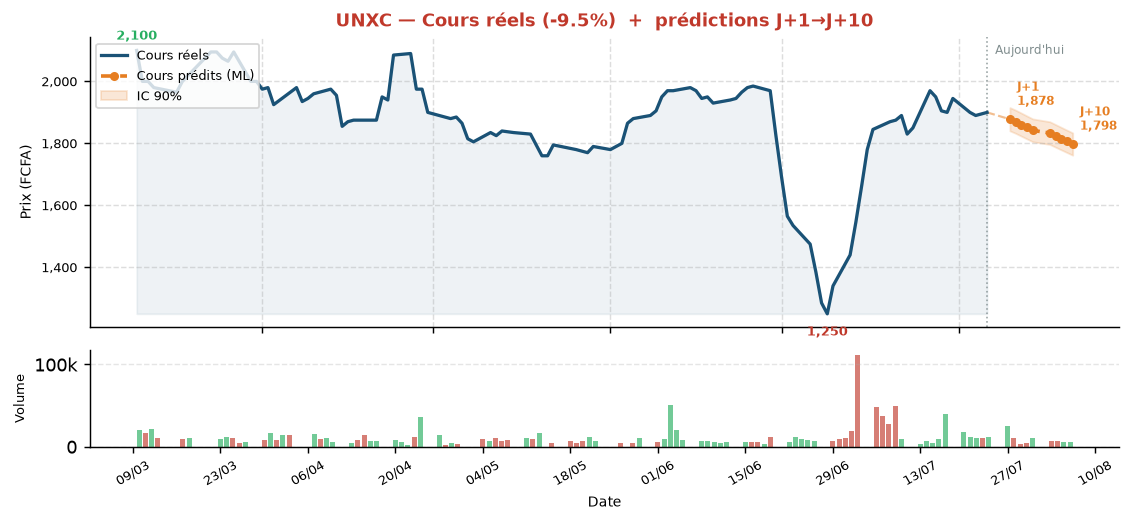 UNXC — Cours réels (-9.5%)  +  prédictions J+1→J+10
2,100
Cours réels
Cours prédits (ML)
IC 90%
Aujourd'hui
J+1
1,878
J+10
1,798
Prix (FCFA)
2,000
1,800
1,600
1,400
1,250
Volume
100k
0
09/03
23/03
06/04
20/04
04/05
18/05
01/06
15/06
29/06
13/07
27/07
10/08
Date